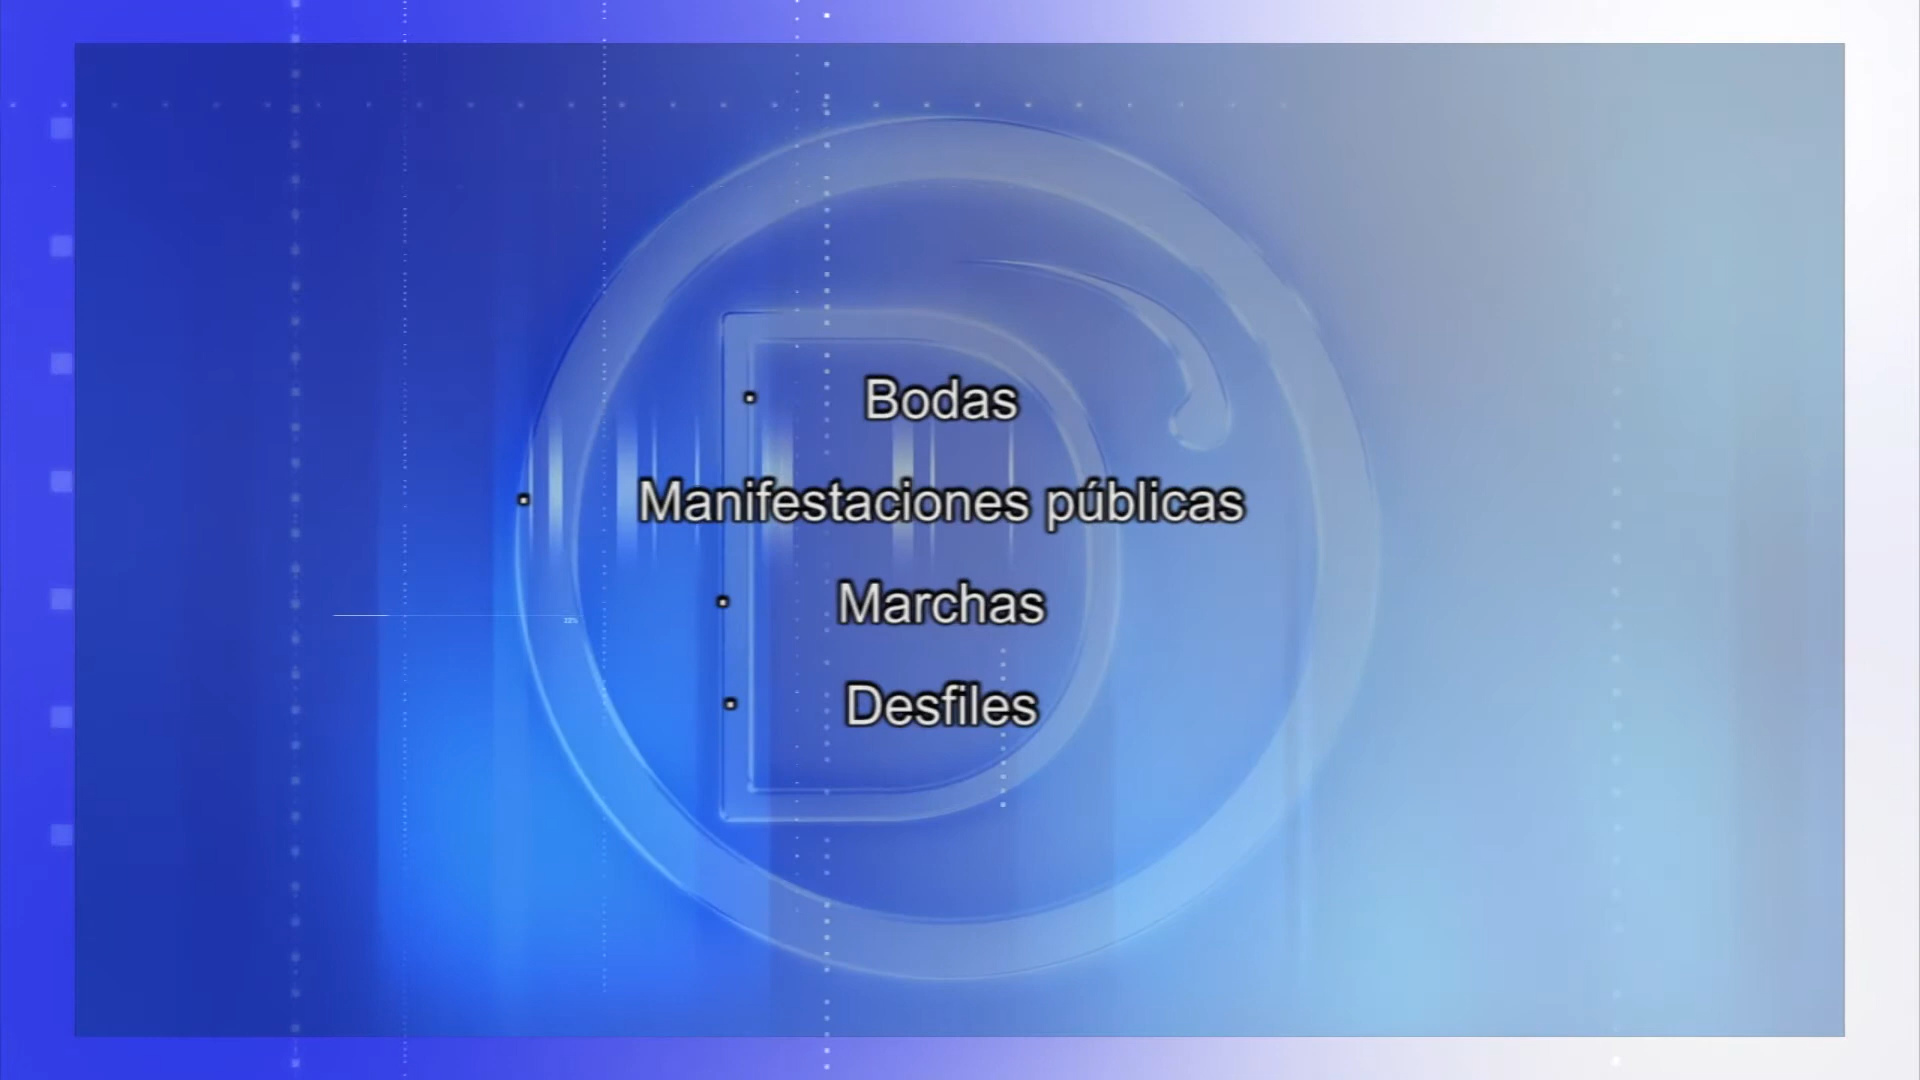 · Bodas
· Manifestaciones públicas
· Marchas
· Desfiles